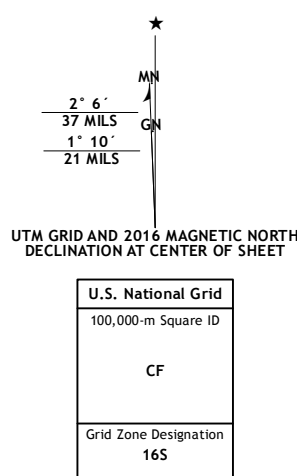 ★
MN
2° 6´
37 MILS
GN
1° 10´
21 MILS
UTM GRID AND 2016 MAGNETIC NORTH
DECLINATION AT CENTER OF SHEET
U.S. National Grid
100,000-m Square ID
CF
Grid Zone Designation
16S